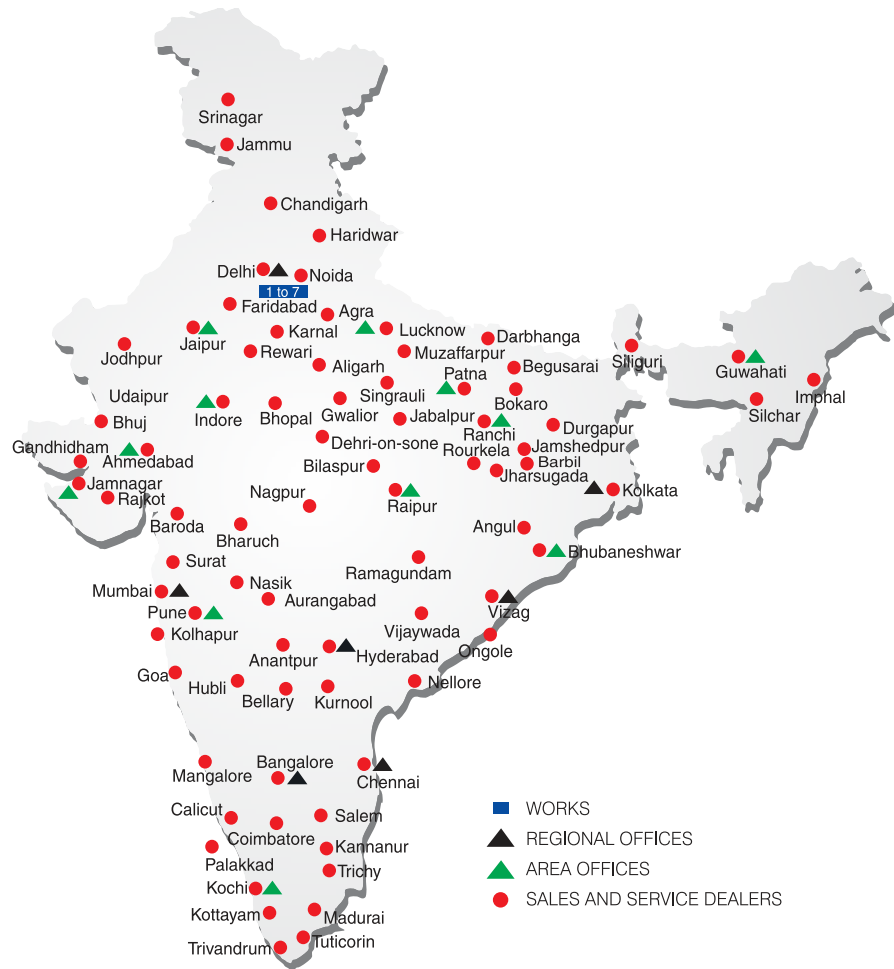 Srinagar
Jammu
Chandigarh
Haridwar
Delhi
Noida
1 to 7
Faridabad
Agra
Jaipur
Karnal
Lucknow
Darbhanga
Siliguri
Jodhpur
Rewari
Muzaffarpur
Guwahati
Aligarh
Patna
Begusarai
Imphal
Udaipur
Singrauli
Bokaro
Silchar
Bhuj
Indore
Bhopal
Gwalior
Jabalpur
Ranchi
Durgapur
Gandhidham
Ahmedabad
Dehri-on-sone
Rourkela
Jamshedpur
Bilaspur
Barbil
Jamnagar
Jharsugada
Kolkata
Rajkot
Nagpur
Raipur
Baroda
Bharuch
Angul
Bhubaneshwar
Surat
Ramagundam
Mumbai
Nasik
Aurangabad
Pune
Vijaywada
Vizag
Kolhapur
Anantpur
Hyderabad
Ongole
Goa
Hubli
Bellary
Kurnool
Nellore
Mangalore
Bangalore
Chennai
Calicut
Salem
Coimbatore
Kannanur
Palakkad
Trichy
Kochi
Kottayam
Madurai
Trivandrum
Tuticorin
WORKS
REGIONAL OFFICES
AREA OFFICES
SALES AND SERVICE DEALERS